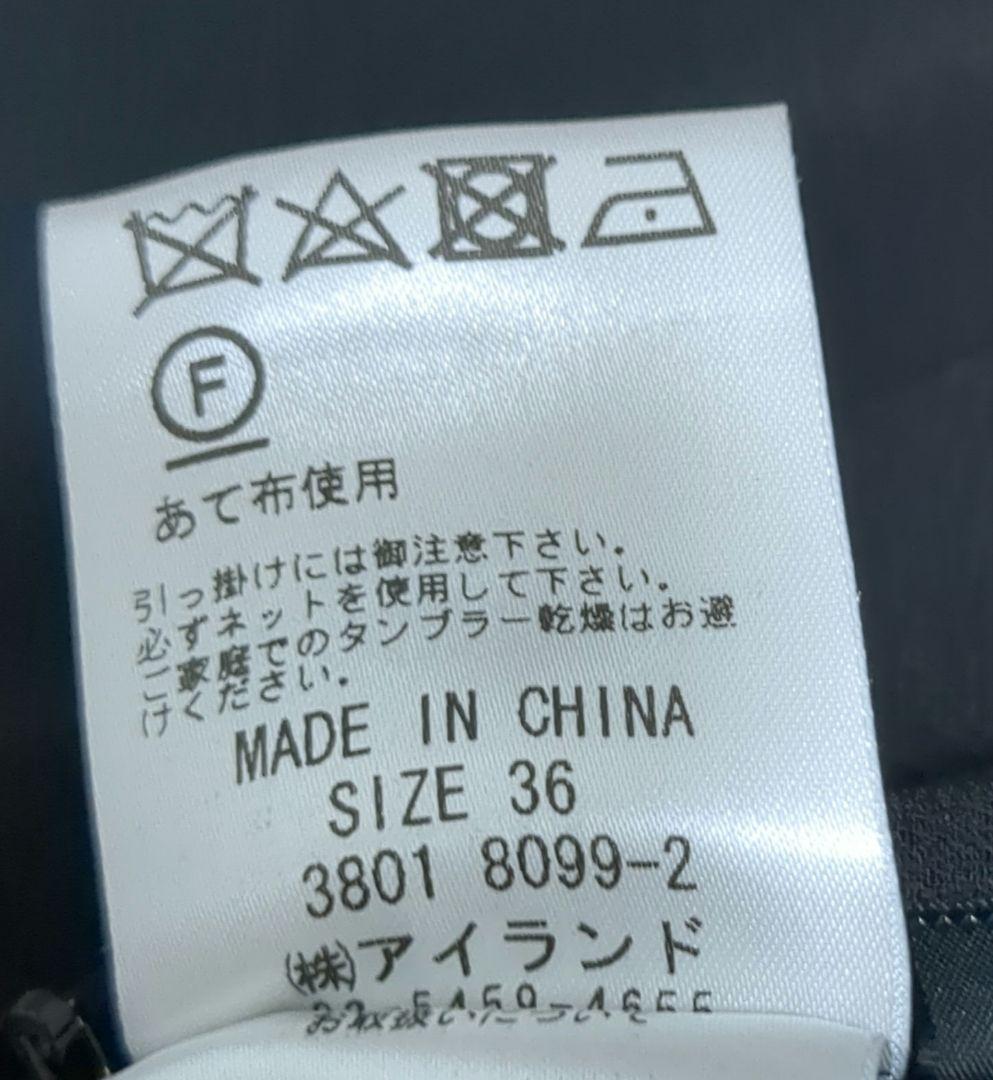 F
あて布使用
引っ掛けには御注意下さい。
必ずネットを使用して下さい。
ご家庭でのタンブラー乾燥はお避
けください。
MADE IN CHINA
SIZE 36
3801 8099-2
㈱アイランド